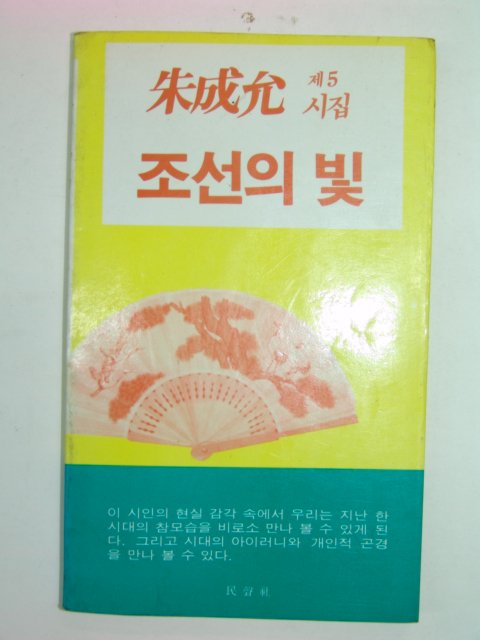 朱成允 제5
시집
조선의 빛
이 시인의 현실 감각 속에서 우리는 지난 한
시대의 참모습을 비로소 만나 볼 수 있게 된
다. 그리고 시대의 아이러니와 개인적 곤경
을 만나 볼 수 있다.
民聲社